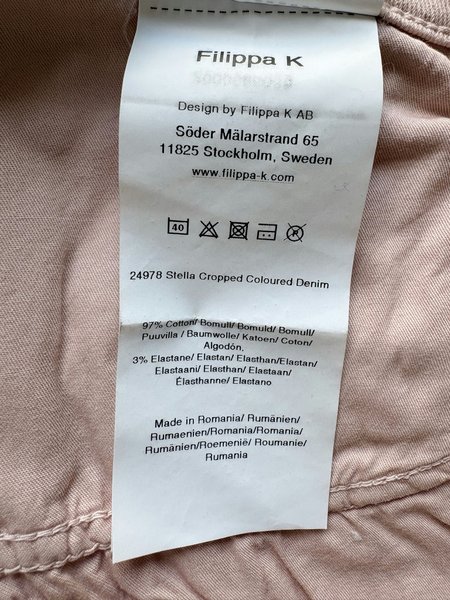 Filippa K
Design by Filippa K AB
Söder Mälarstrand 65
11825 Stockholm, Sweden
www.filippa-k.com
40
24978 Stella Cropped Coloured Denim
97% Cotton/ Bomull/ Bomuld/ Bomull/
Puuvilla / Baumwolle/ Katoen/ Coton/
Algodón,
3% Elastane/ Elastan/ Elasthan/Elastan/
Elastaani/ Elasthan/ Elastaan/
Élasthanne/ Elastano
Made in Romania/ Rumänien/
Rumaenien/Romania/Romania/
Rumänien/Roemenië/ Roumanie/
Rumania